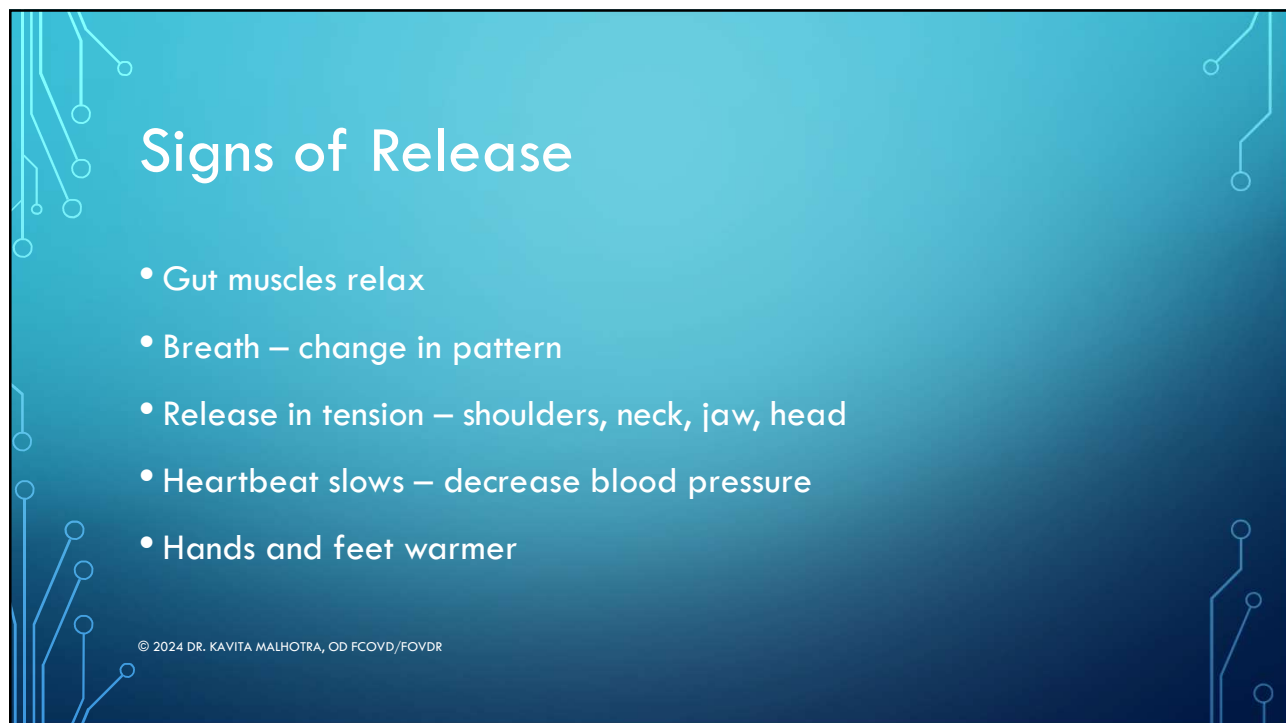 Signs of Release
• Gut muscles relax
• Breath – change in pattern
• Release in tension – shoulders, neck, jaw, head
• Heartbeat slows – decrease blood pressure
• Hands and feet warmer
© 2024 DR. KAVITA MALHOTRA, OD FCOVD/FOVDR